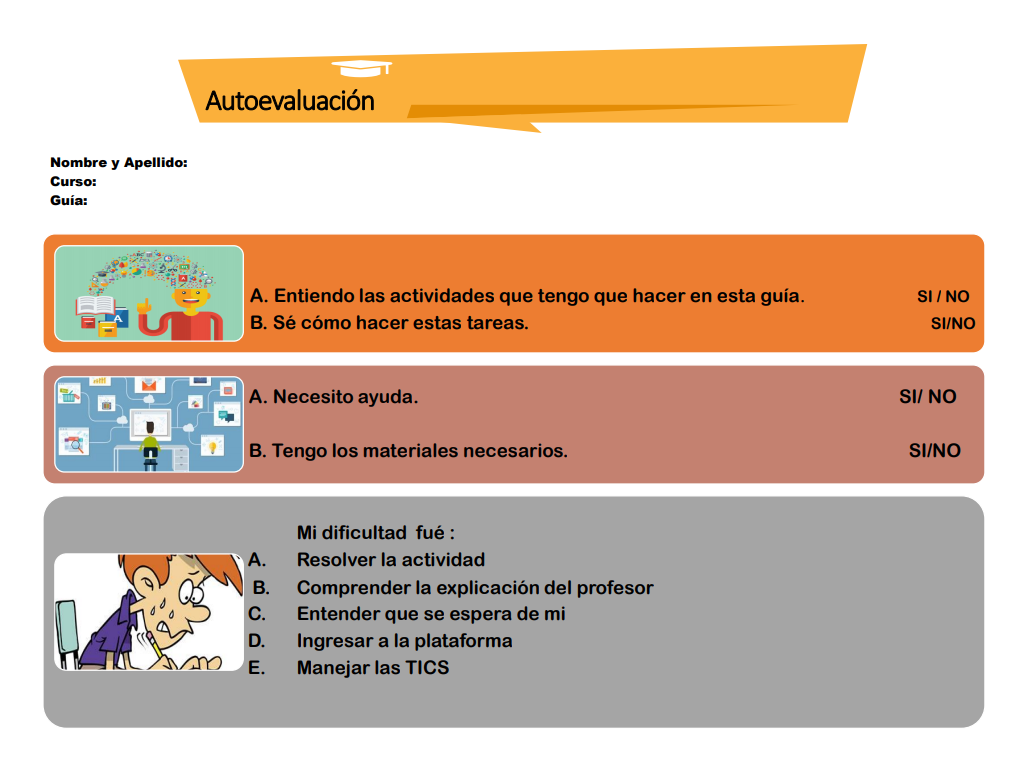 Autoevaluación
Nombre y Apellido:
Curso:
Guía:
A. Entiendo las actividades que tengo que hacer en esta guía. SI / NO
B. Sé cómo hacer estas tareas. SI/NO
A
A. Necesito ayuda. SI/ NO
B. Tengo los materiales necesarios. SI/NO
Mi dificultad fué :
A. Resolver la actividad
B. Comprender la explicación del profesor
C. Entender que se espera de mi
D. Ingresar a la plataforma
E. Manejar las TICS